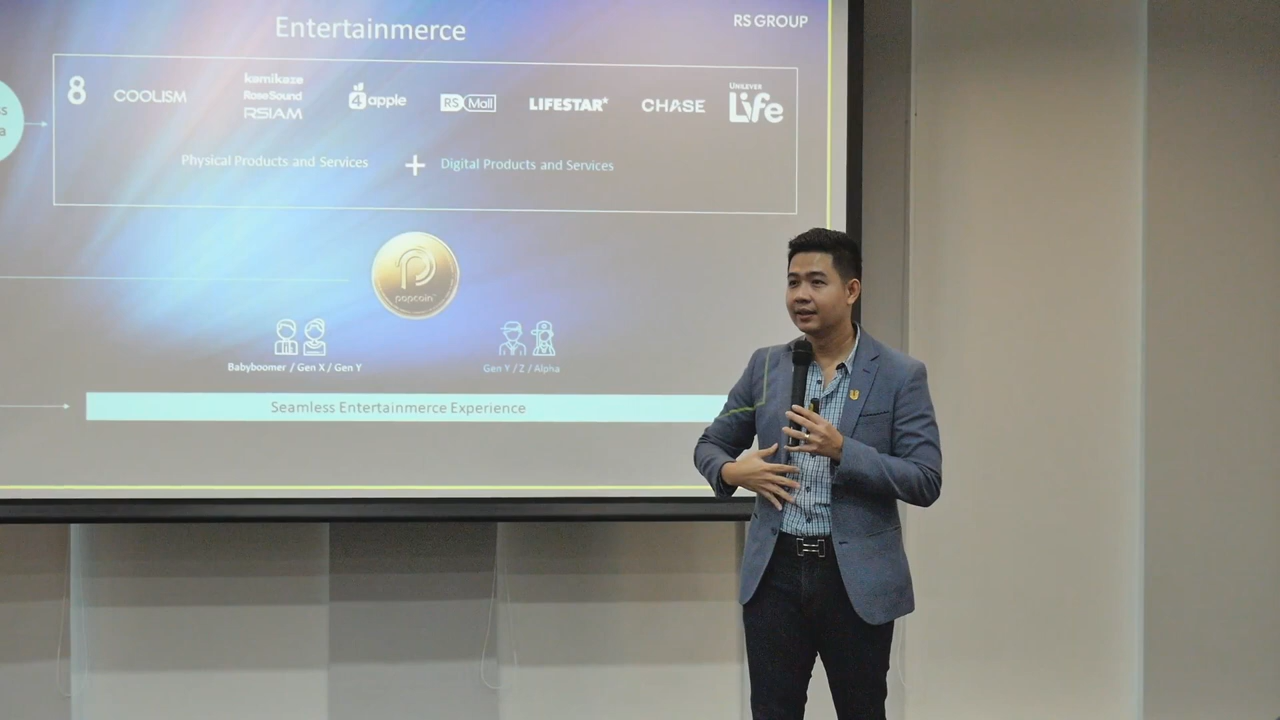 Entertainmerce
RS GROUP
8
COOLISM
kamikaze
RoseSound
RSIAM
4 apple
RS Mall
LIFESTAR*
CHASE
UNILEVER
Life
Physical Products and Services + Digital Products and Services
popcoin
Babyboomer / Gen X / Gen Y
Gen Y / Z / Alpha
Seamless Entertainmerce Experience